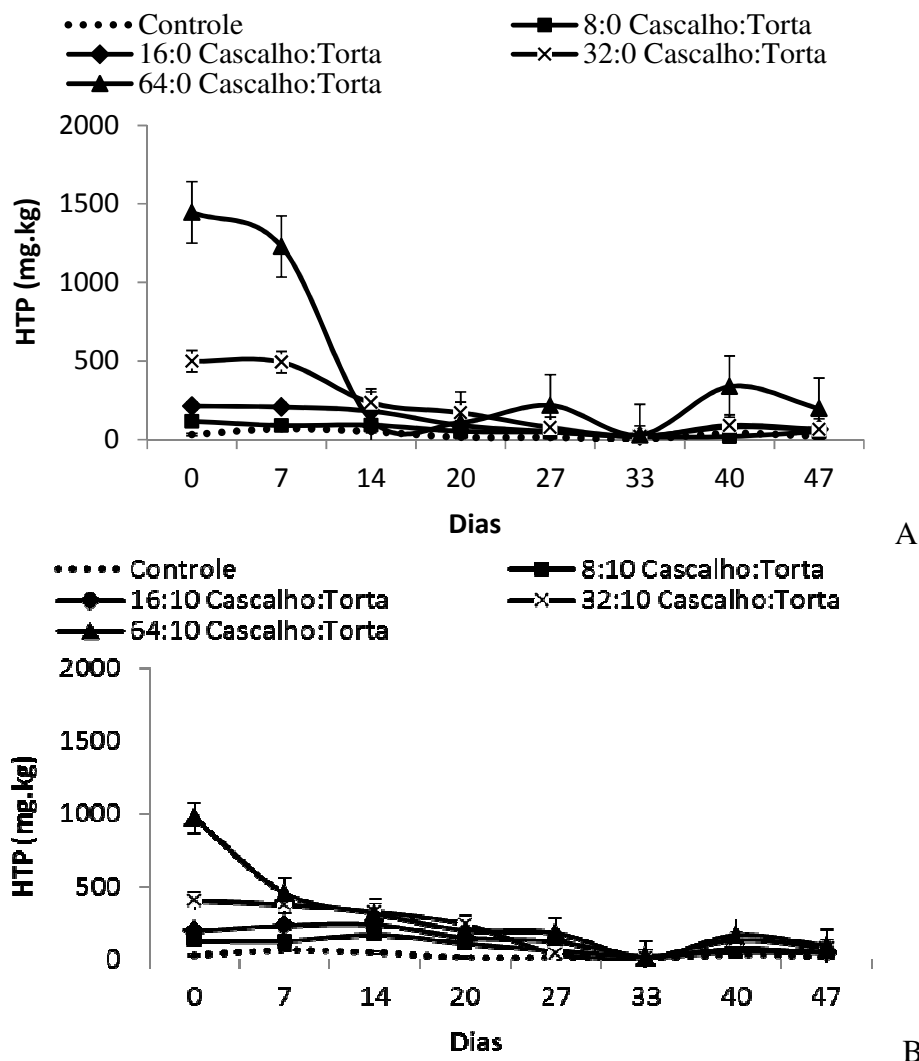 Controle
8:0 Cascalho:Torta
16:0 Cascalho:Torta
32:0 Cascalho:Torta
64:0 Cascalho:Torta
HTP (mg.kg)
2000
1500
1000
500
0
0 7 14 20 27 33 40 47
Dias
A
Controle
8:10 Cascalho:Torta
16:10 Cascalho:Torta
32:10 Cascalho:Torta
64:10 Cascalho:Torta
HTP (mg.kg)
2000
1500
1000
500
0
0 7 14 20 27 33 40 47
Dias
B